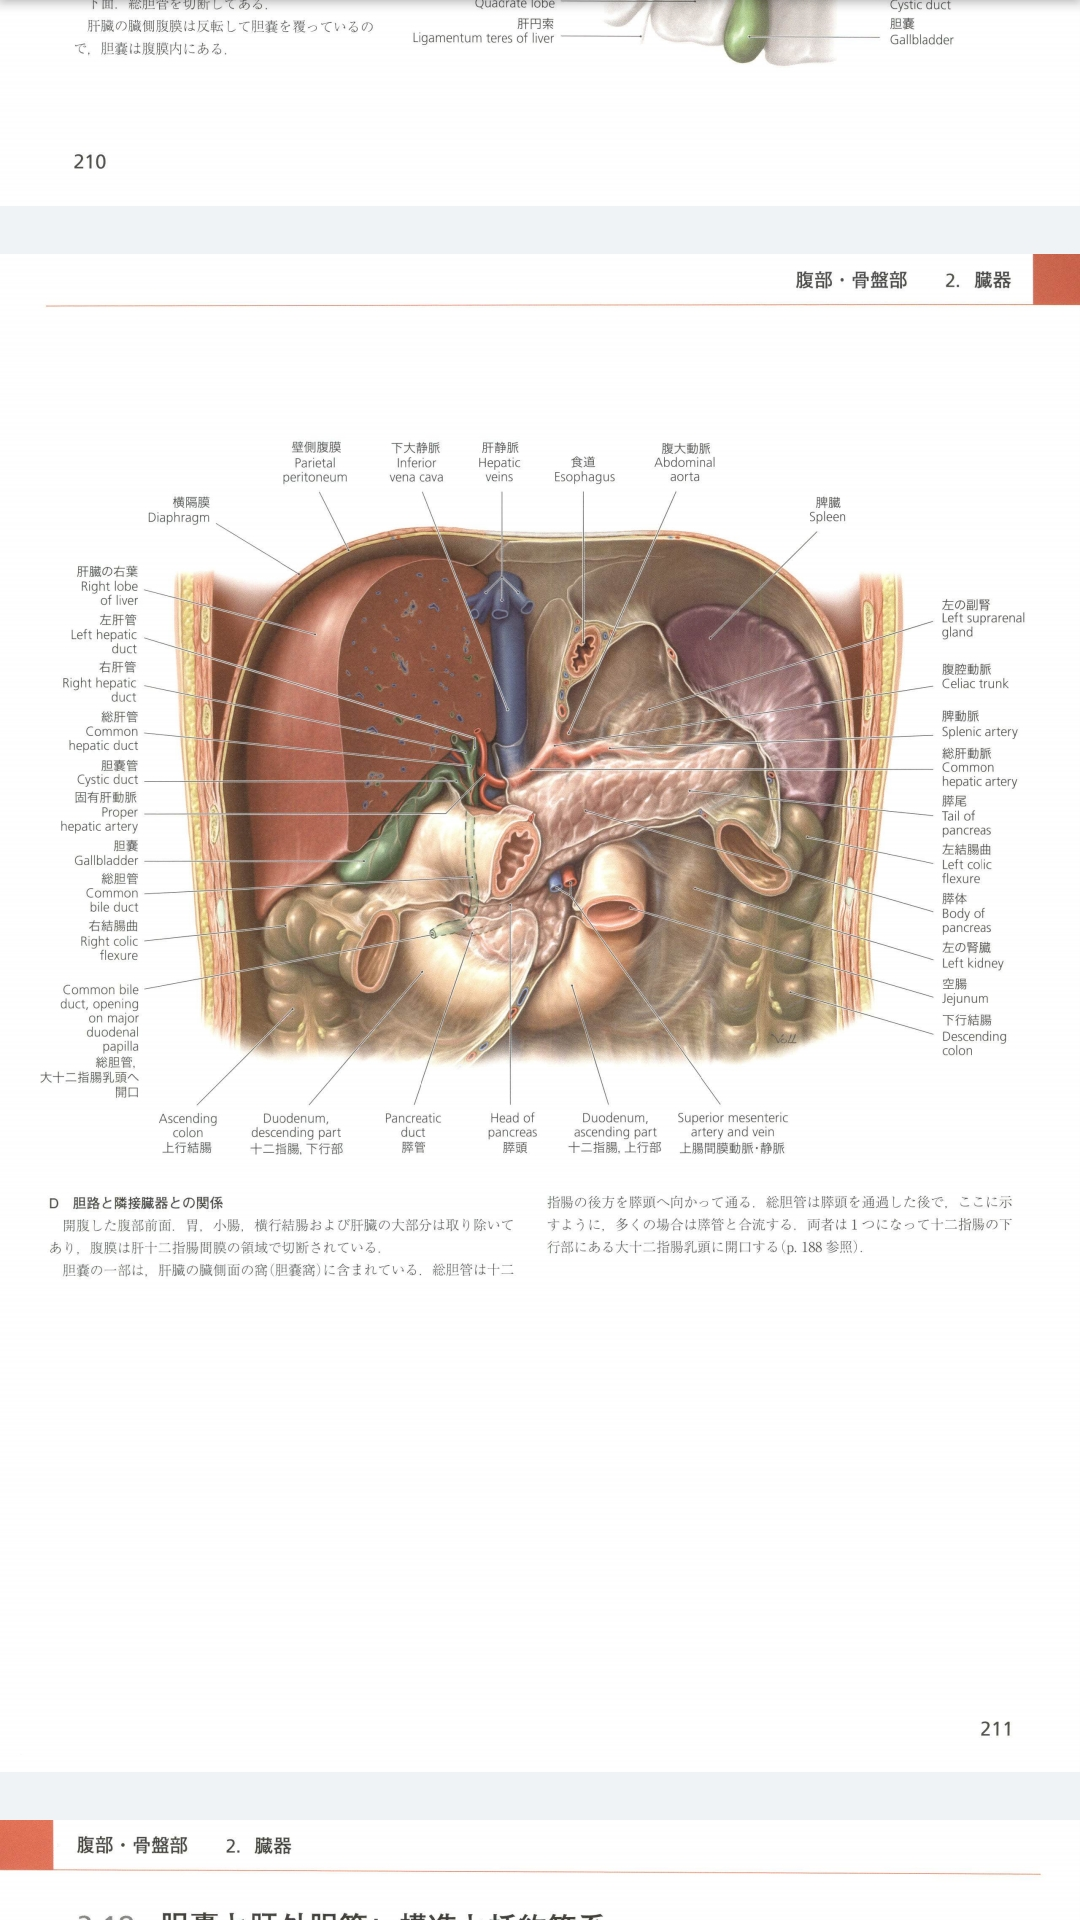 下面．総胆管を切断してある．
肝臓の臓側腹膜は反転して胆嚢を覆っているの
で，胆嚢は腹膜内にある．
Quadrate lobe
肝円索
Ligamentum teres of liver
Cystic duct
胆嚢
Gallbladder
210
腹部・骨盤部　2. 臓器
壁側腹膜
Parietal
peritoneum
下大静脈
Inferior
vena cava
肝静脈
Hepatic
veins
食道
Esophagus
腹大動脈
Abdominal
aorta
横隔膜
Diaphragm
脾臓
Spleen
肝臓の右葉
Right lobe
of liver
左肝管
Left hepatic
duct
右肝管
Right hepatic
duct
総肝管
Common
hepatic duct
胆嚢管
Cystic duct
固有肝動脈
Proper
hepatic artery
胆嚢
Gallbladder
総胆管
Common
bile duct
右結腸曲
Right colic
flexure
Common bile
duct, opening
on major
duodenal
papilla
総胆管,
大十二指腸乳頭へ
開口
左の副腎
Left suprarenal
gland
腹腔動脈
Celiac trunk
脾動脈
Splenic artery
総肝動脈
Common
hepatic artery
膵尾
Tail of
pancreas
左結腸曲
Left colic
flexure
膵体
Body of
pancreas
左の腎臓
Left kidney
空腸
Jejunum
下行結腸
Descending
colon
Ascending
colon
上行結腸
Duodenum,
descending part
十二指腸, 下行部
Pancreatic
duct
膵管
Head of
pancreas
膵頭
Duodenum,
ascending part
十二指腸, 上行部
Superior mesenteric
artery and vein
上腸間膜動脈・静脈
D　胆路と隣接臓器との関係
開腹した腹部前面．胃，小腸，横行結腸および肝臓の大部分は取り除いて
あり，腹膜は肝十二指腸間膜の領域で切断されている．
胆嚢の一部は，肝臓の臓側面の窩（胆嚢窩）に含まれている．総胆管は十二
指腸の後方を膵頭へ向かって通る．総胆管は膵頭を通過した後で，ここに示
すように，多くの場合は膵管と合流する．両者は1つになって十二指腸の下
行部にある大十二指腸乳頭に開口する（p. 188 参照）．
211
腹部・骨盤部　2. 臓器